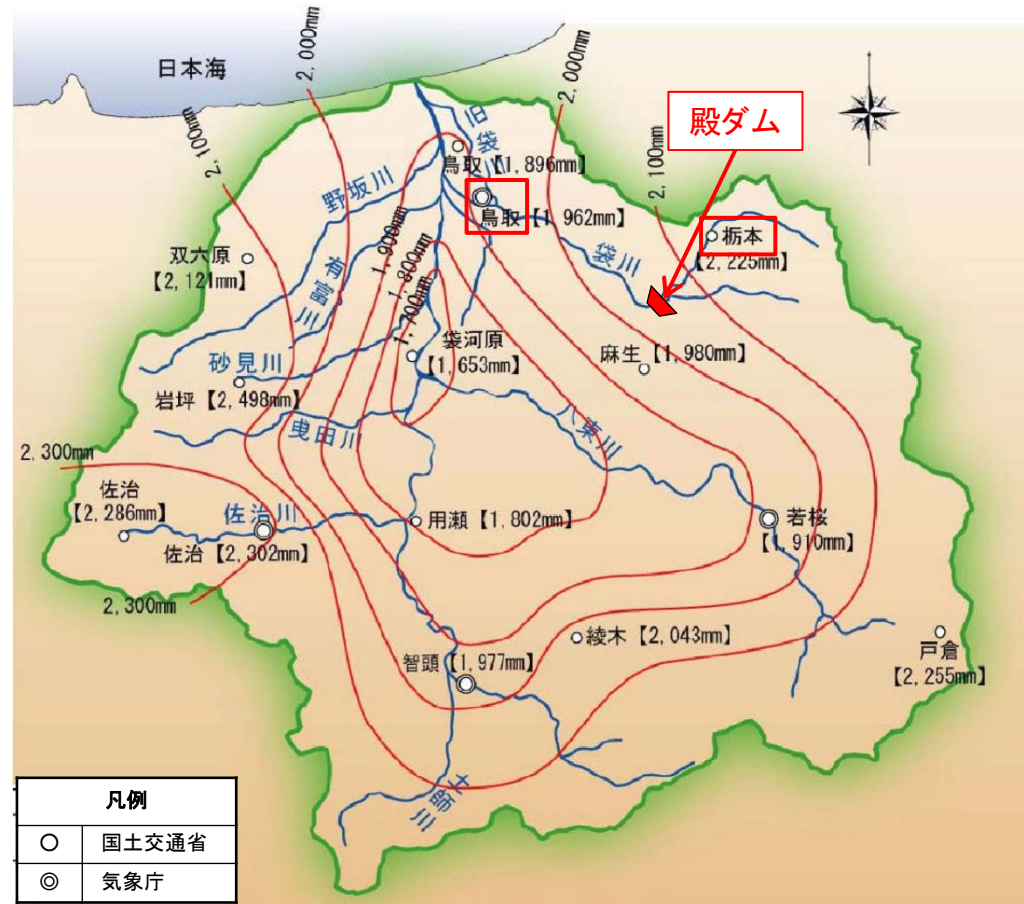 日本海
2,000mm
2,000mm
2,100mm
2,100mm
殿ダム
旧袋川
鳥取【1,896mm】
野坂川
鳥取【1,962mm】
栃本
【2,225mm】
袋川
双六原
【2,121mm】
有富川
1,900mm
1,800mm
1,700mm
袋河原
【1,653mm】
麻生【1,980mm】
砂見川
岩坪【2,498mm】
曳田川
八東川
2,300mm
佐治
【2,286mm】
佐治川
佐治【2,302mm】
用瀬【1,802mm】
若桜
【1,910mm】
2,300mm
綾木【2,043mm】
智頭【1,977mm】
戸倉
【2,255mm】
土師川
凡例
国土交通省
気象庁